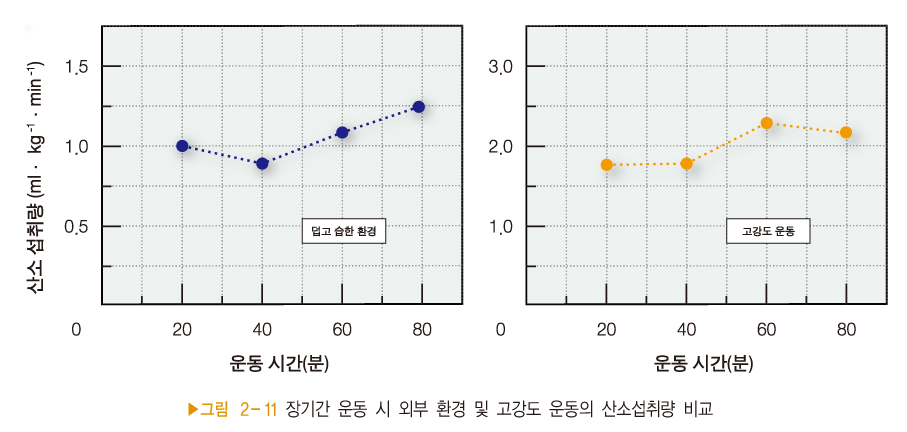 산소 섭취량 (ml · kg⁻¹ · min⁻¹)
1.5
1.0
0.5
0
20 40 60 80
덥고 습한 환경
운동 시간(분)
3.0
2.0
1.0
0
20 40 60 80
고강도 운동
운동 시간(분)
▶그림 2-11 장기간 운동 시 외부 환경 및 고강도 운동의 산소섭취량 비교